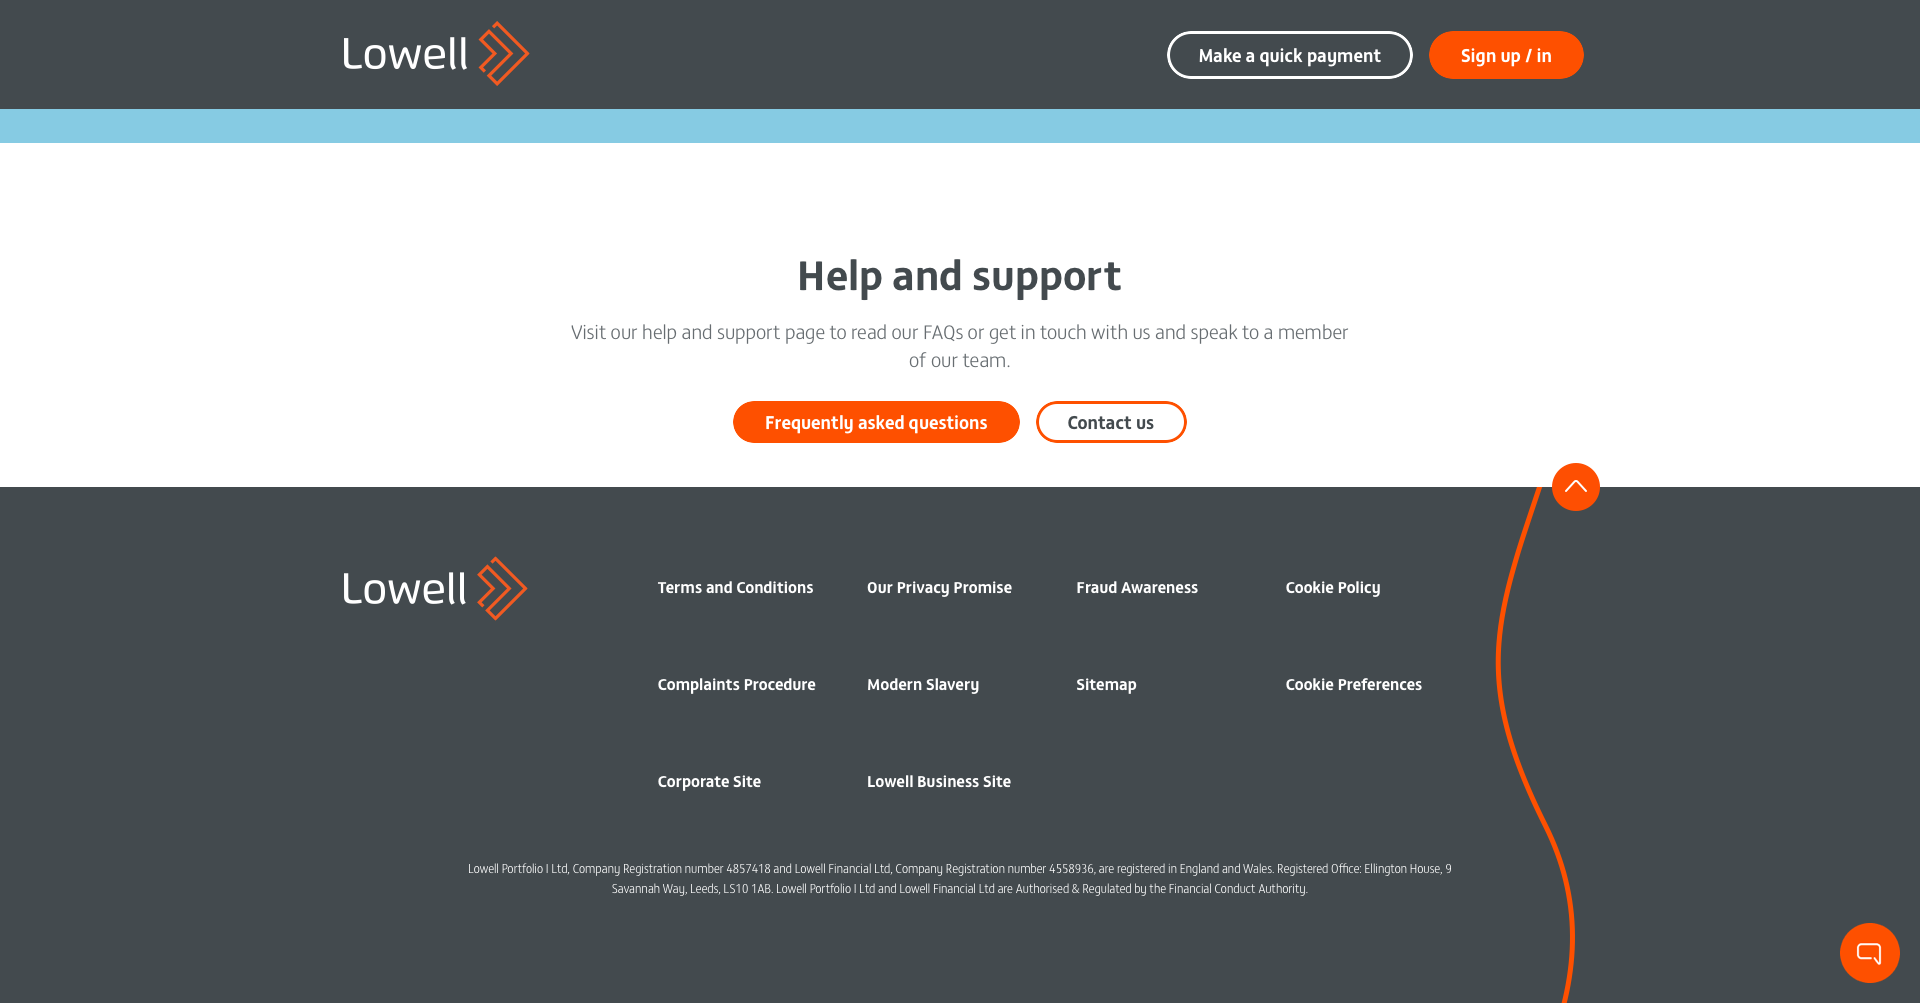 Lowell
Make a quick payment
Sign up / in
Help and support
Visit our help and support page to read our FAQs or get in touch with us and speak to a member
of our team.
Frequently asked questions
Contact us
Lowell
Terms and Conditions
Our Privacy Promise
Fraud Awareness
Cookie Policy
Complaints Procedure
Modern Slavery
Sitemap
Cookie Preferences
Corporate Site
Lowell Business Site
Lowell Portfolio I Ltd, Company Registration number 4857418 and Lowell Financial Ltd, Company Registration number 4558936, are registered in England and Wales. Registered Office: Ellington House, 9
Savannah Way, Leeds, LS10 1AB. Lowell Portfolio I Ltd and Lowell Financial Ltd are Authorised & Regulated by the Financial Conduct Authority.